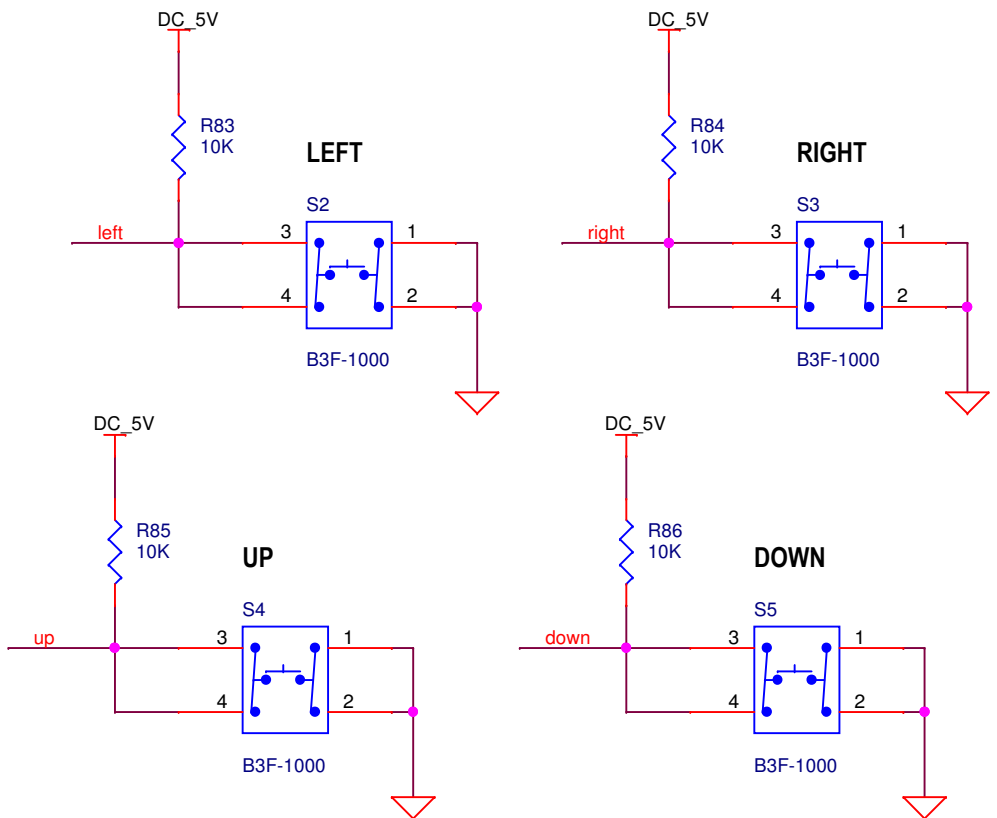 DC_5V
R83
10K
LEFT
S2
left
3
1
4
2
B3F-1000
DC_5V
R84
10K
RIGHT
S3
right
3
1
4
2
B3F-1000
DC_5V
R85
10K
UP
S4
up
3
1
4
2
B3F-1000
DC_5V
R86
10K
DOWN
S5
down
3
1
4
2
B3F-1000